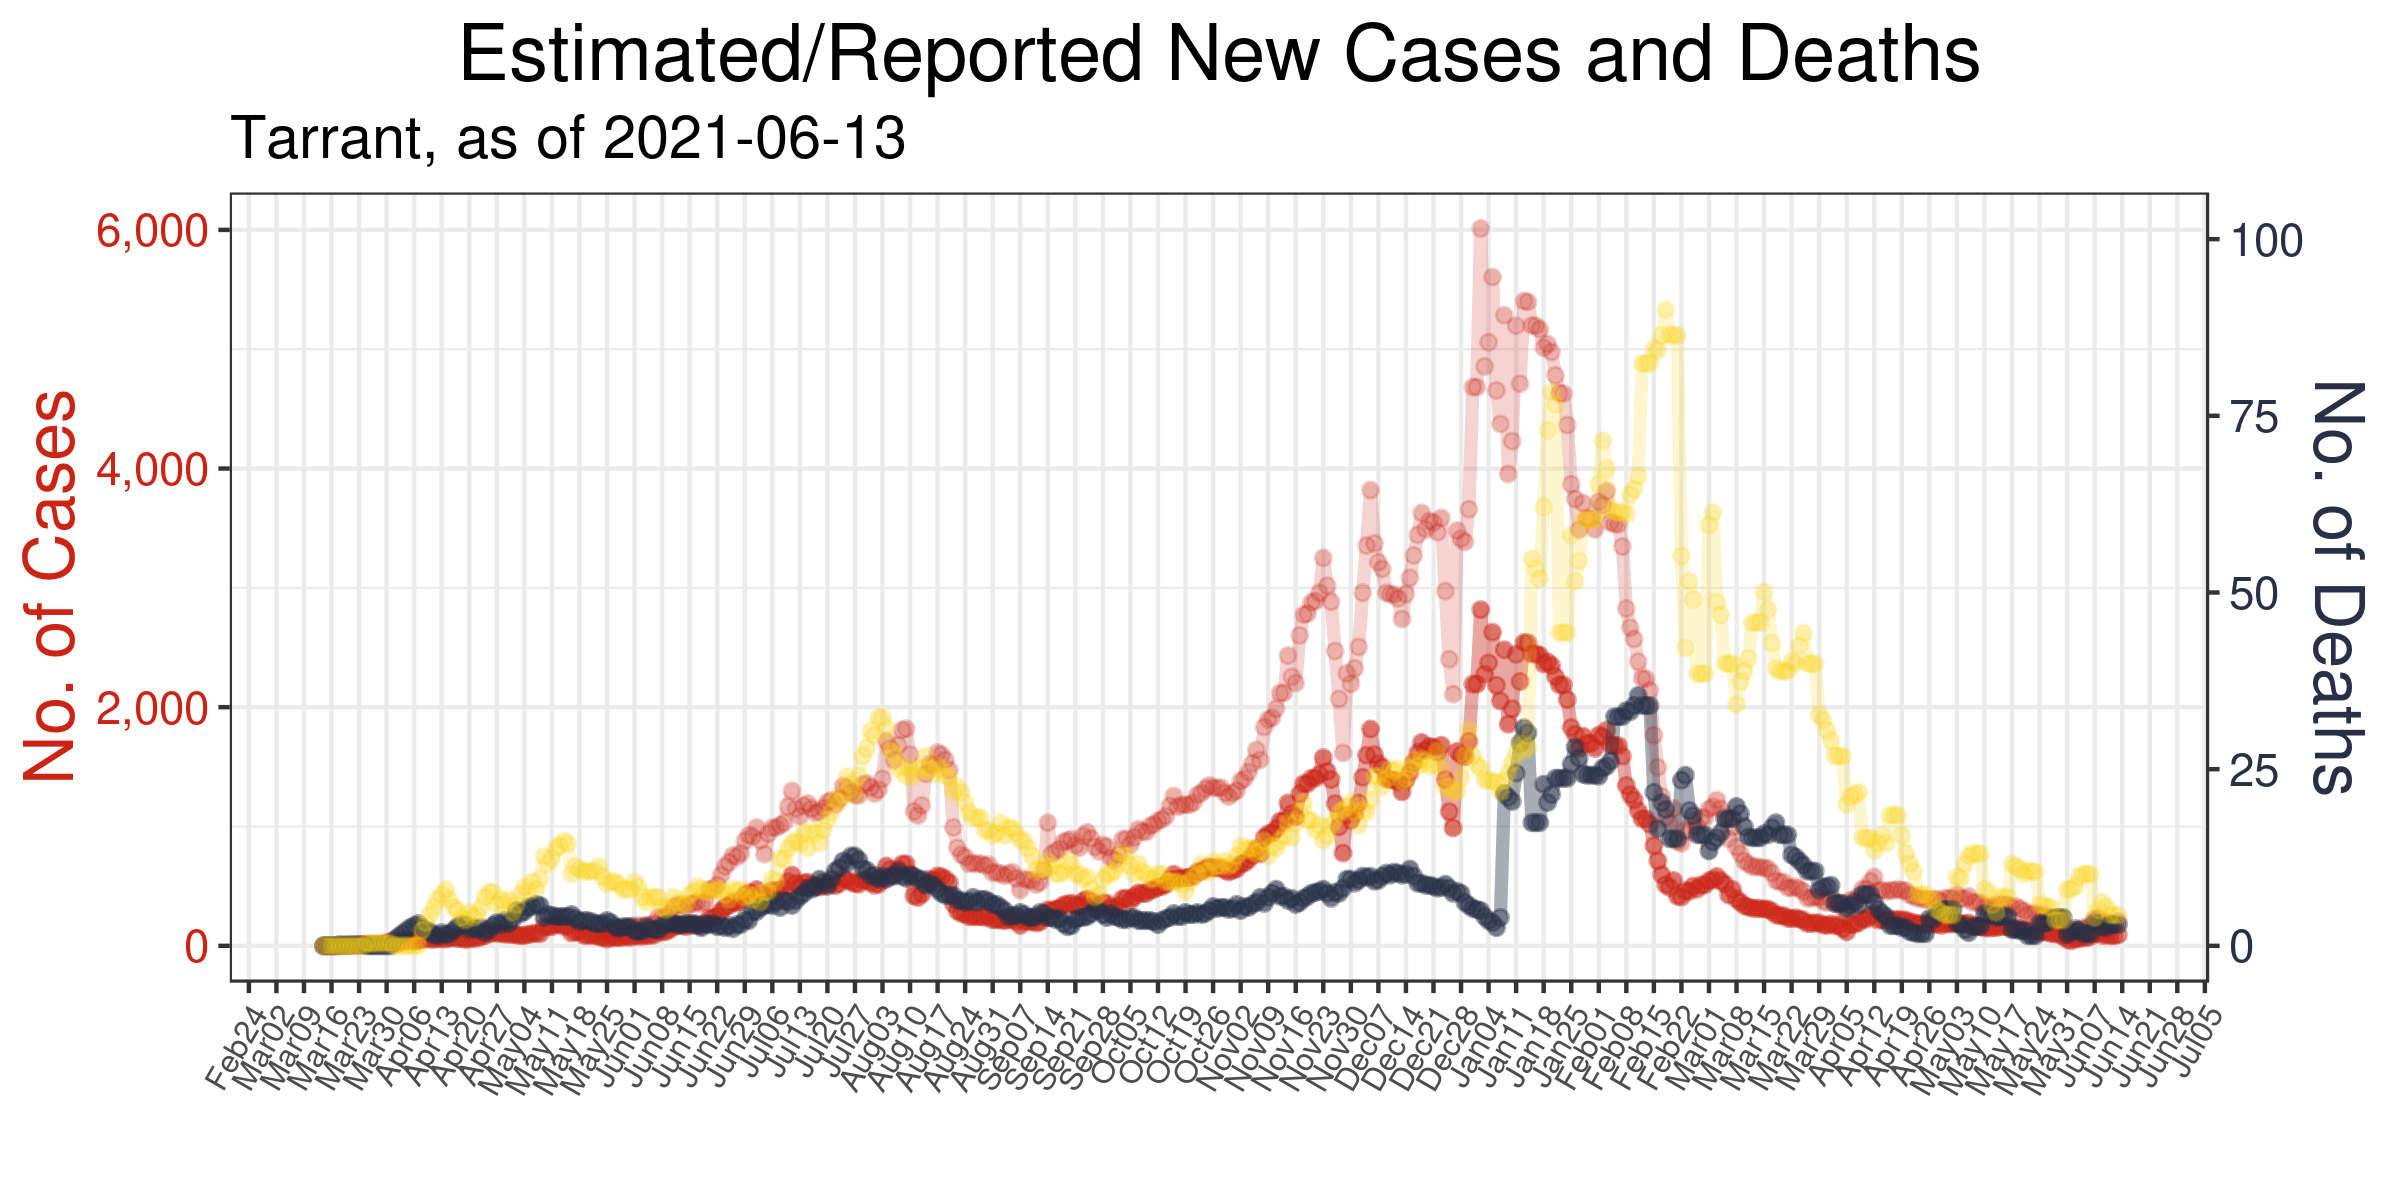 Estimated/Reported New Cases and Deaths
Tarrant, as of 2021-06-13
No. of Cases
6,000
4,000
2,000
0
100
75
50
25
0
No. of Deaths
Feb24
Mar02
Mar09
Mar16
Mar23
Mar30
Apr06
Apr13
Apr20
Apr27
May04
May11
May18
May25
Jun01
Jun08
Jun15
Jun22
Jun29
Jul06
Jul13
Jul20
Jul27
Aug03
Aug10
Aug17
Aug24
Aug31
Sep07
Sep14
Sep21
Sep28
Oct05
Oct12
Oct19
Oct26
Nov02
Nov09
Nov16
Nov23
Nov30
Dec07
Dec14
Dec21
Dec28
Jan04
Jan11
Jan18
Jan25
Feb01
Feb08
Feb15
Feb22
Mar01
Mar08
Mar15
Mar22
Mar29
Apr05
Apr12
Apr19
Apr26
May03
May10
May17
May24
May31
Jun07
Jun14
Jun21
Jun28
Jul05